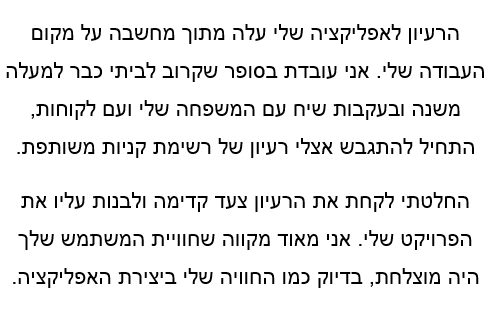 הרעיון לאפליקציה שלי עלה מתוך מחשבה על מקום
העבודה שלי. אני עובדת בסופר שקרוב לביתי כבר למעלה
משנה ובעקבות שיח עם המשפחה שלי ועם לקוחות,
התחיל להתגבש אצלי רעיון של רשימת קניות משותפת.
החלטתי לקחת את הרעיון צעד קדימה ולבנות עליו את
הפרויקט שלי. אני מאוד מקווה שחוויית המשתמש שלך
היה מוצלחת, בדיוק כמו החוויה שלי ביצירת האפליקציה.